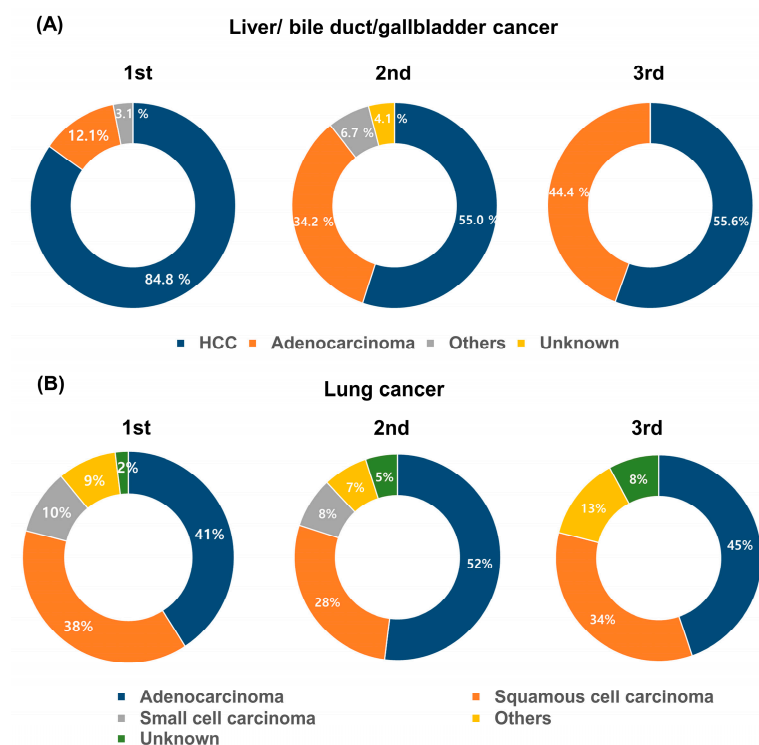 (A)
Liver/ bile duct/gallbladder cancer
1st 2nd 3rd
3.1 %
12.1%
84.8 %
4.1 %
6.7 %
34.2 %
55.0 %
44.4 %
55.6%
HCC Adenocarcinoma Others Unknown
(B)
Lung cancer
1st 2nd 3rd
2%
9%
10%
41%
38%
5%
7%
8%
52%
28%
8%
13%
45%
34%
Adenocarcinoma Squamous cell carcinoma
Small cell carcinoma Others
Unknown